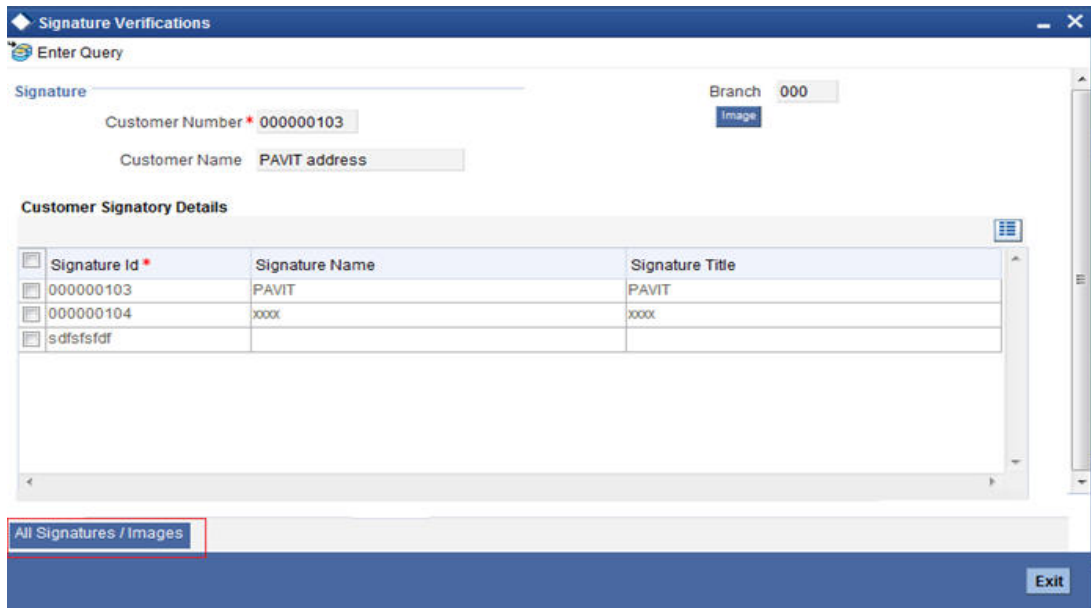 Signature Verifications
Enter Query
Signature
Branch 000
Customer Number * 000000103
Image
Customer Name PAVIT address
Customer Signatory Details
Signature Id * Signature Name Signature Title
000000103 PAVIT PAVIT
000000104 xxxx xxxx
sdfsfsfdf
All Signatures / Images
Exit